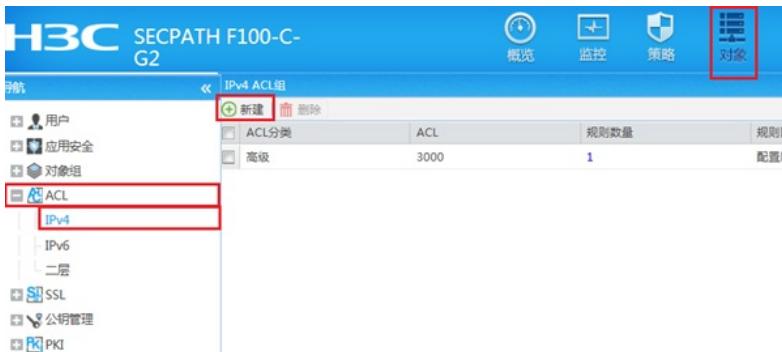 H3C SECPATH F100-C-
G2
概览
监控
策略
对象
导航 «
IPv4 ACL组
新建 删除
ACL分类 ACL 规则数量
高级 3000 1
用户
应用安全
对象组
ACL
IPv4
IPv6
二层
SSL
公钥管理
PKI